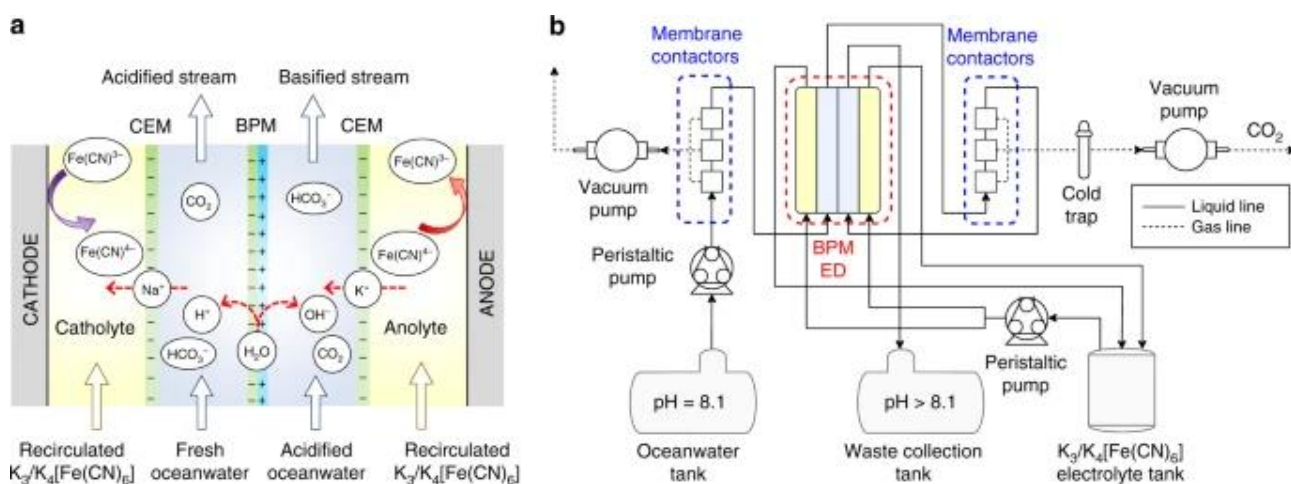 a
Acidified stream
Basified stream
CEM
BPM
CEM
Fe(CN)³⁻
Fe(CN)³⁻
CO₂
HCO₃⁻
Fe(CN)⁴⁻
Fe(CN)⁴⁻
Na⁺
K⁺
H⁺
OH⁻
Catholyte
Anolyte
HCO₃⁻
H₂O
CO₂
CATHODE
ANODE
Recirculated
K₃/K₄[Fe(CN)₆]
Fresh
oceanwater
Acidified
oceanwater
Recirculated
K₃/K₄[Fe(CN)₆]
b
Membrane
contactors
Membrane
contactors
Vacuum
pump
CO₂
Vacuum
pump
Cold
trap
Liquid line
Gas line
Peristaltic
pump
BPM
ED
Peristaltic
pump
pH = 8.1
pH > 8.1
Oceanwater
tank
Waste collection
tank
K₃/K₄[Fe(CN)₆]
electrolyte tank